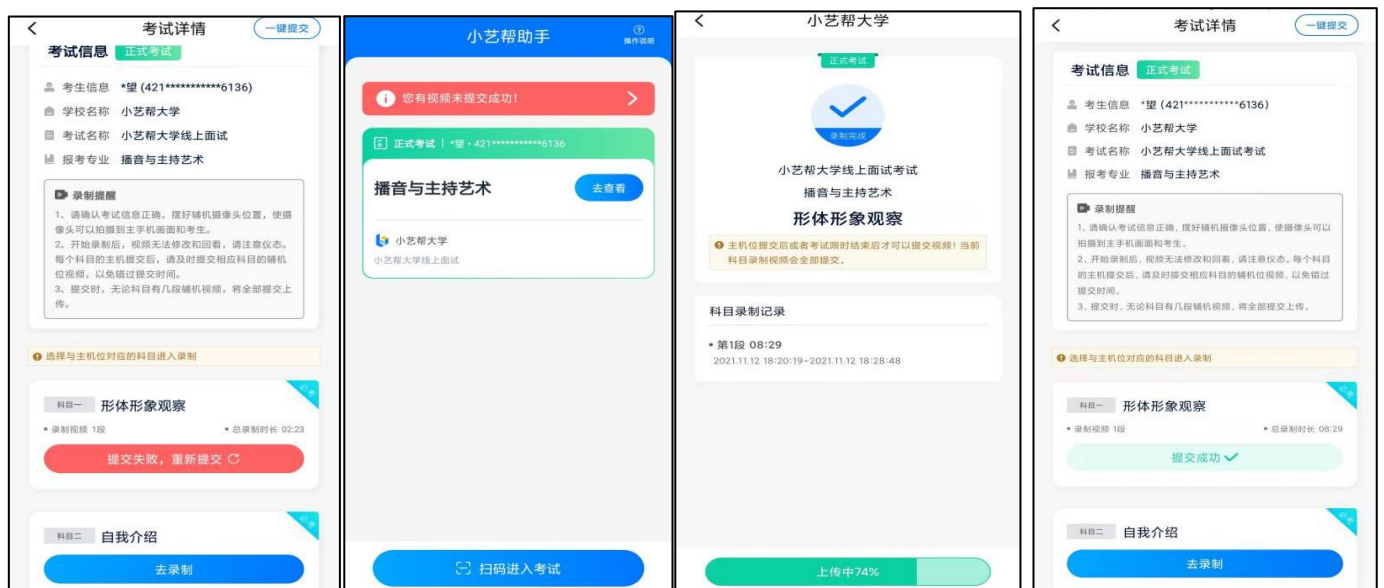 考试详情
一键提交
考试信息 正式考试
考生信息 *望 (421***********6136)
学校名称 小艺帮大学
考试名称 小艺帮大学线上面试
报考专业 播音与主持艺术
录制提醒
1、请确认考试信息正确，摆好辅机摄像头位置，使摄
像头可以拍摄到主手机画面和考生。
2、开始录制后，视频无法修改和回看，请注意仪态。
每个科目的主机提交后，请及时提交相应科目的辅机
位视频，以免错过提交时间。
3、提交时，无论科目有几段辅机视频，将全部提交上
传。
选择与主机位对应的科目进入录制
必考
科目一 形体形象观察
• 录制视频 1段 • 总录制时长 02:23
提交失败，重新提交
必考
科目二 自我介绍
去录制
小艺帮助手
操作说明
您有视频未提交成功！
正式考试 | *望 · 421***********6136
播音与主持艺术
去查看
小艺帮大学
小艺帮大学线上面试
扫码进入考试
小艺帮大学
正式考试
录制完成
小艺帮大学线上面试考试
播音与主持艺术
形体形象观察
主机位提交后或者考试限时结束后才可以提交视频！当前
科目录制视频会全部提交。
科目录制记录
• 第1段 08:29
2021.11.12 18:20:19~2021.11.12 18:28:48
上传中74%
考试详情
一键提交
考试信息 正式考试
考生信息 *望 (421***********6136)
学校名称 小艺帮大学
考试名称 小艺帮大学线上面试考试
报考专业 播音与主持艺术
录制提醒
1、请确认考试信息正确，摆好辅机摄像头位置，使摄像头可以
拍摄到主手机画面和考生。
2、开始录制后，视频无法修改和回看，请注意仪态。每个科目
的主机提交后，请及时提交相应科目的辅机位视频，以免错过
提交时间。
3、提交时，无论科目有几段辅机视频，将全部提交上传。
选择与主机位对应的科目进入录制
必考
科目一 形体形象观察
• 录制视频 1段 • 总录制时长 08:29
提交成功
必考
科目二 自我介绍
去录制